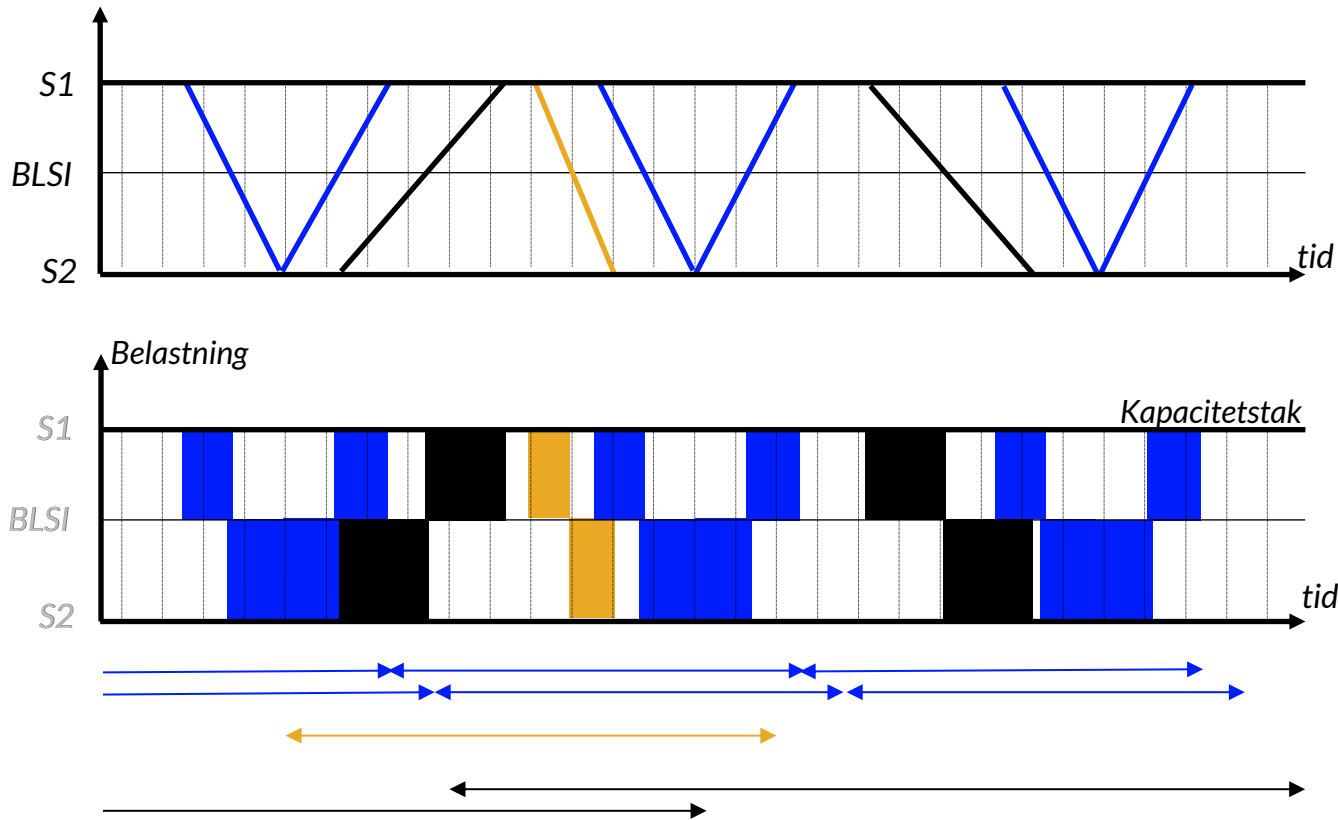 S1
BLSI
S2
tid
Belastning
Kapacitetstak
S1
BLSI
S2
tid